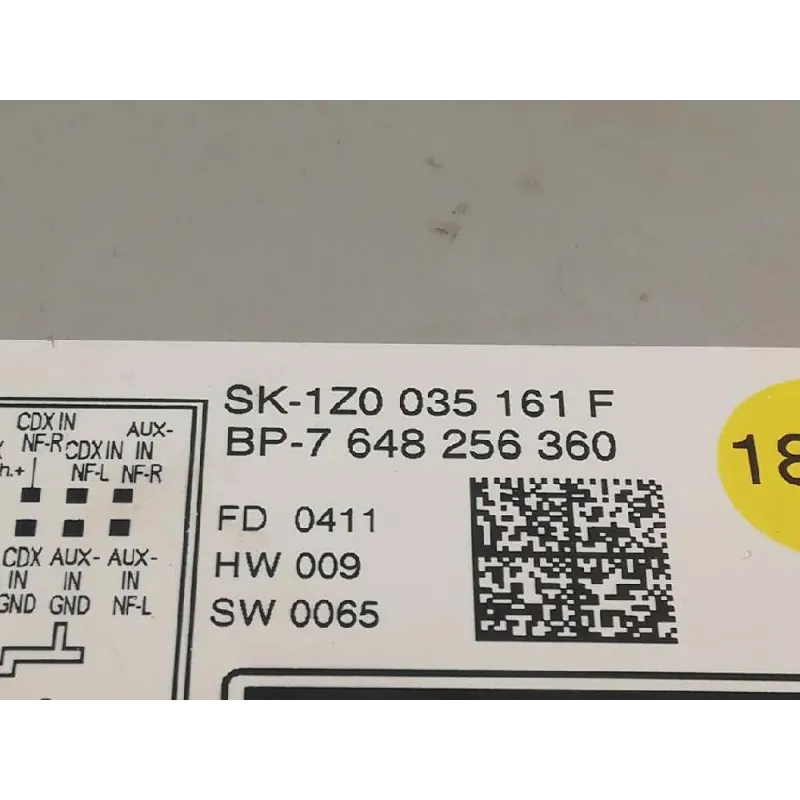 SK-1Z0 035 161 F
BP-7 648 256 360
FD 0411
HW 009
SW 0065
18
CDX IN
NF-R
CDX IN
NF-L
AUX-
IN
NF-R
h.+
CDX
IN
GND
AUX-
IN
GND
AUX-
IN
NF-L